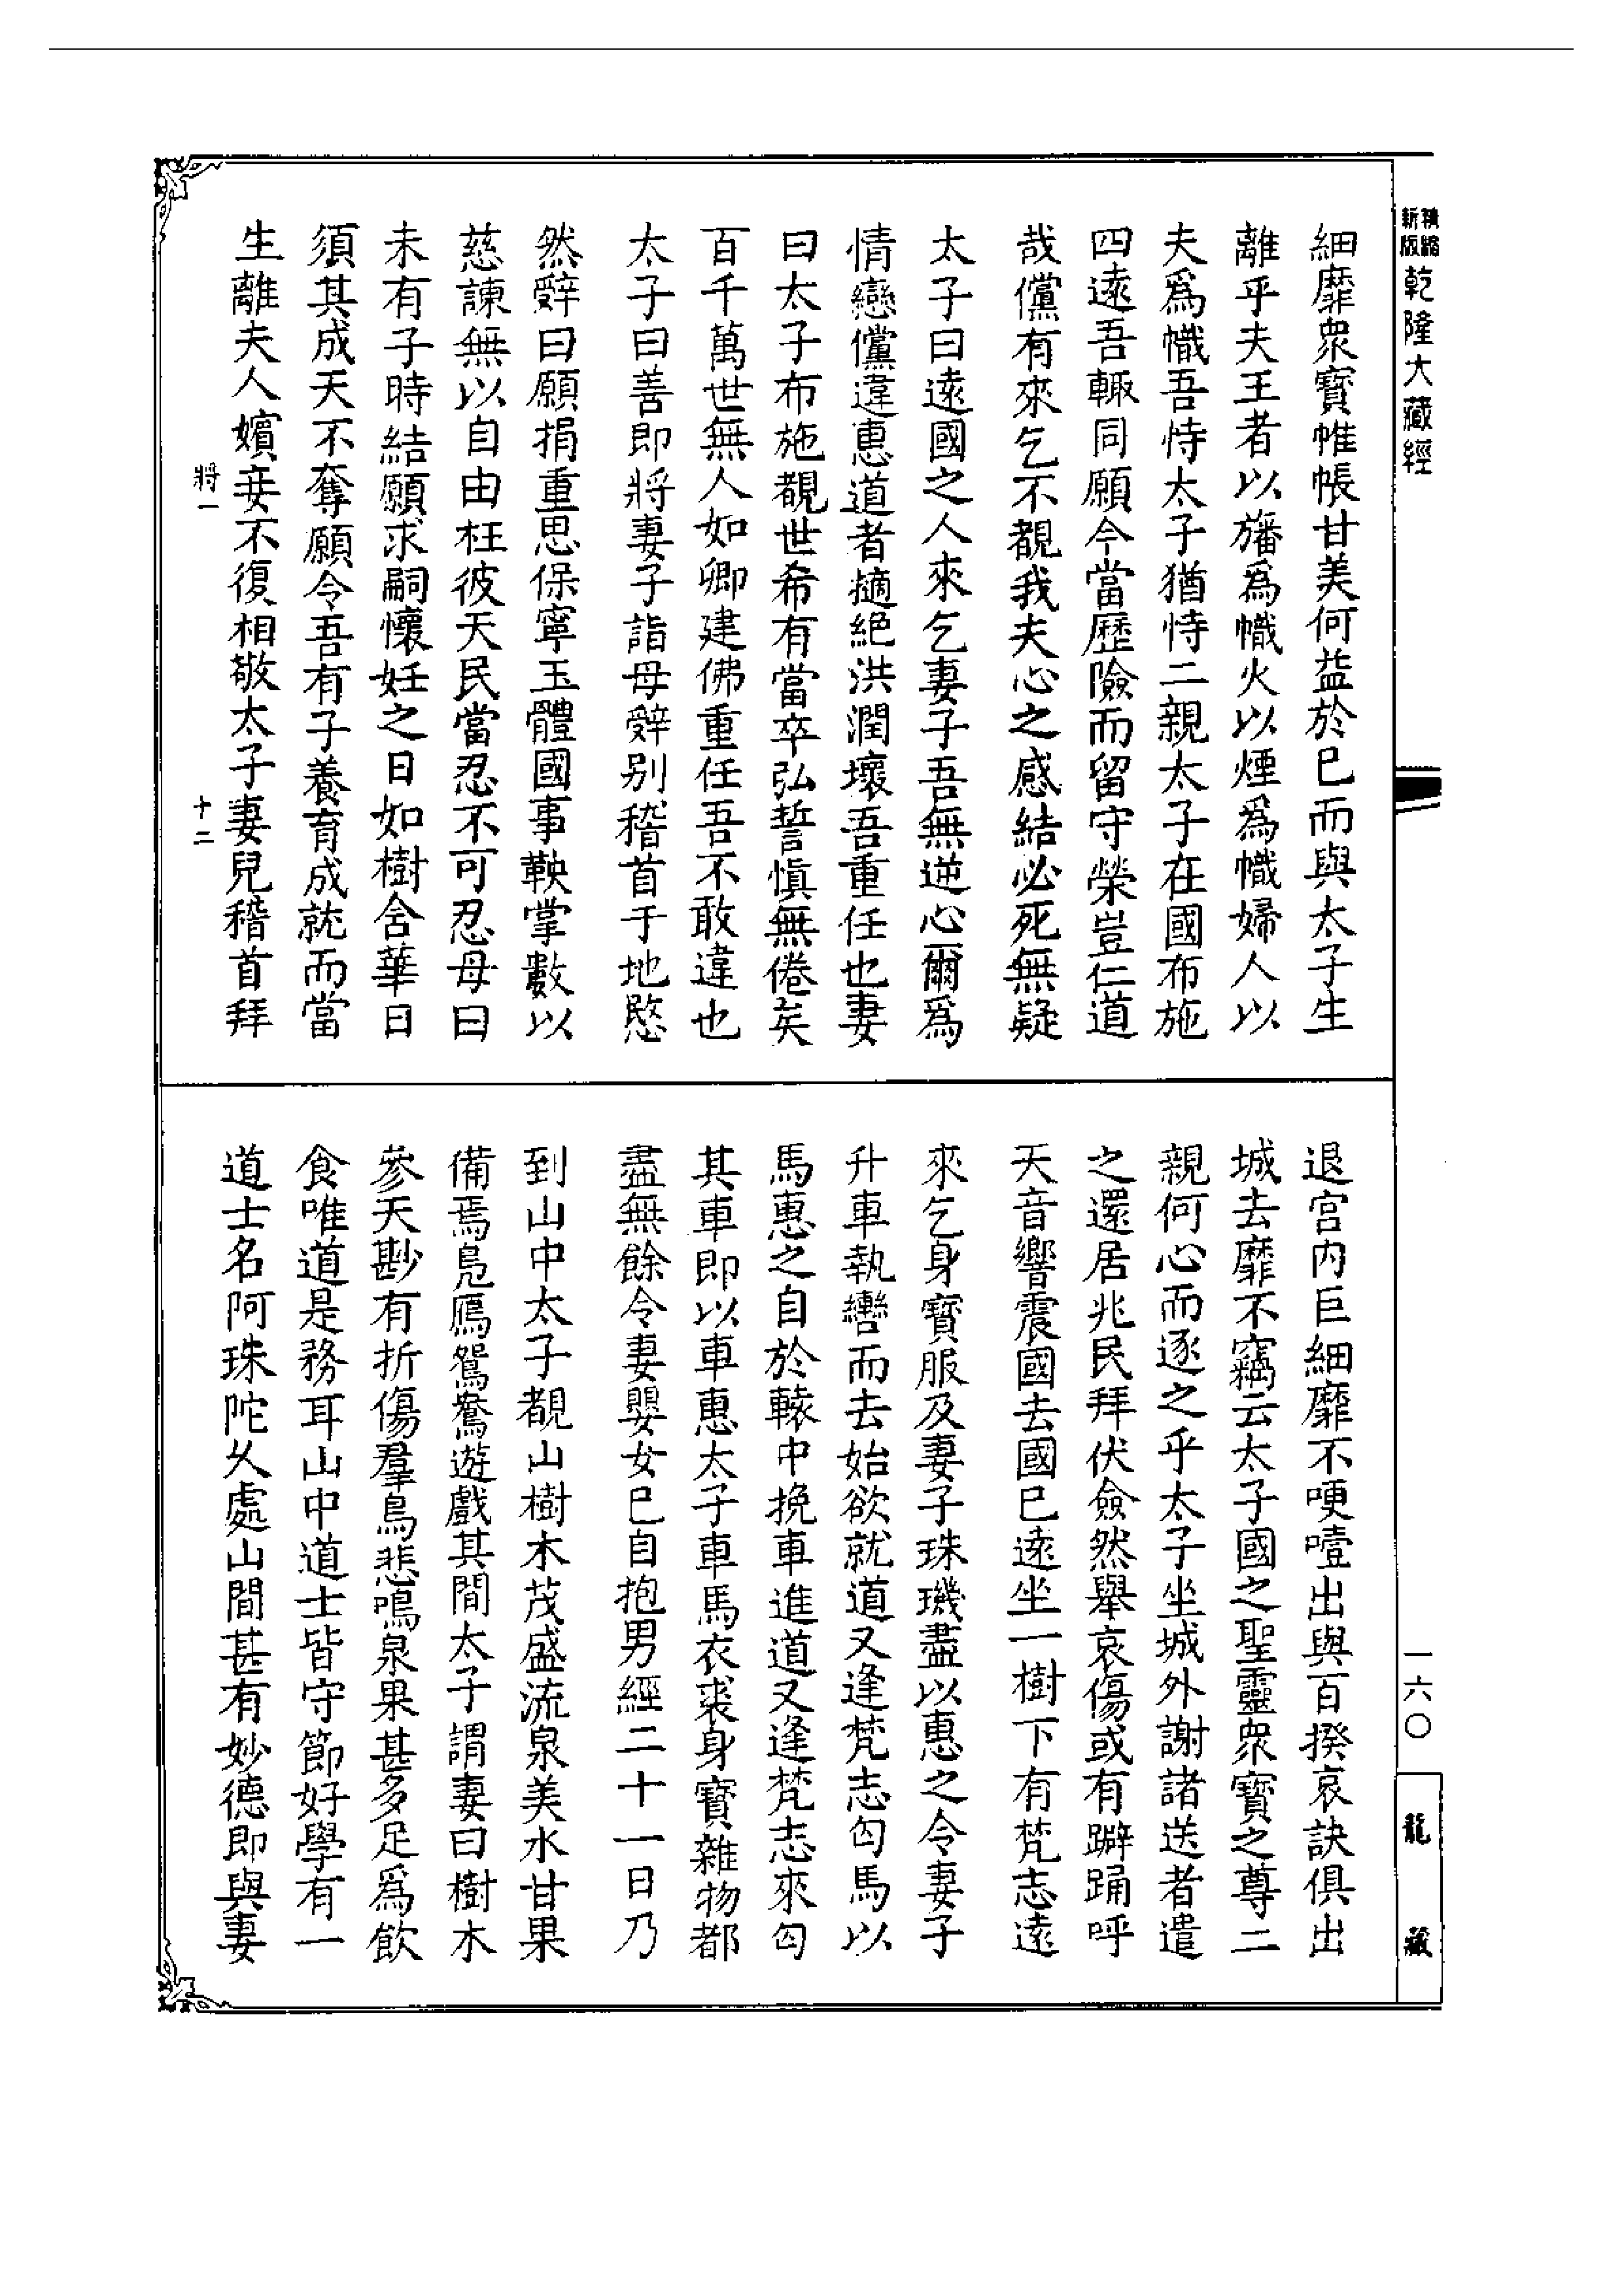 精縮新版乾隆大藏經
細靡眾寶帷帳甘美何益於已而與太子生
離乎夫王者以旛爲幟火以煙爲幟婦人以
夫爲幟吾恃太子猶恃二親太子在國布施
四遠吾輙同願今當歷險而留守榮豈仁道
哉儻有來乞不覩我夫心之感結必死無疑
太子曰遠國之人來乞妻子吾無逆心爾爲
情戀儻違惠道者擿絕洪潤壞吾重任也妻
曰太子布施覩世希有當卒弘誓愼無倦矣
百千萬世無人如卿建佛重任吾不敢違也
太子曰善即將妻子詣母辤别稽首于地愍
然辤曰願捐重思保寧玉體國事鞅掌數以
慈諫無以自由枉彼天民當忍不可忍母曰
未有子時結願求嗣懷妊之日如樹含華日
須其成天不奪願令吾有子養育成就而當
生離夫人嬪妾不復相敬太子妻兒稽首拜
將一 十二
退宮內巨細靡不哽噎出與百揆哀訣俱出
城去靡不竊云太子國之聖靈眾寶之尊二
親何心而逐之乎太子坐城外謝諸送者遣
之還居兆民拜伏僉然舉哀傷或有躃踊呼
天音響震國去國已遠坐一樹下有梵志遠
來乞身寶服及妻子珠璣盡以惠之令妻子
升車執轡而去始欲就道又逢梵志匃馬以
馬惠之自於轅中挽車進道又逢梵志來匃
其車即以車惠太子車馬衣裘身寶雜物都
盡無餘令妻嬰女已自抱男經二十一日乃
到山中太子覩山樹木茂盛流泉美水甘果
備焉鳧鴈鴛鴦遊戲其間太子謂妻曰樹木
參天尠有折傷羣鳥悲鳴泉果甚多足爲飲
食唯道是務耳山中道士皆守節好學有一
道士名阿珠陀乆處山間甚有妙德即與妻
一六〇
龍藏